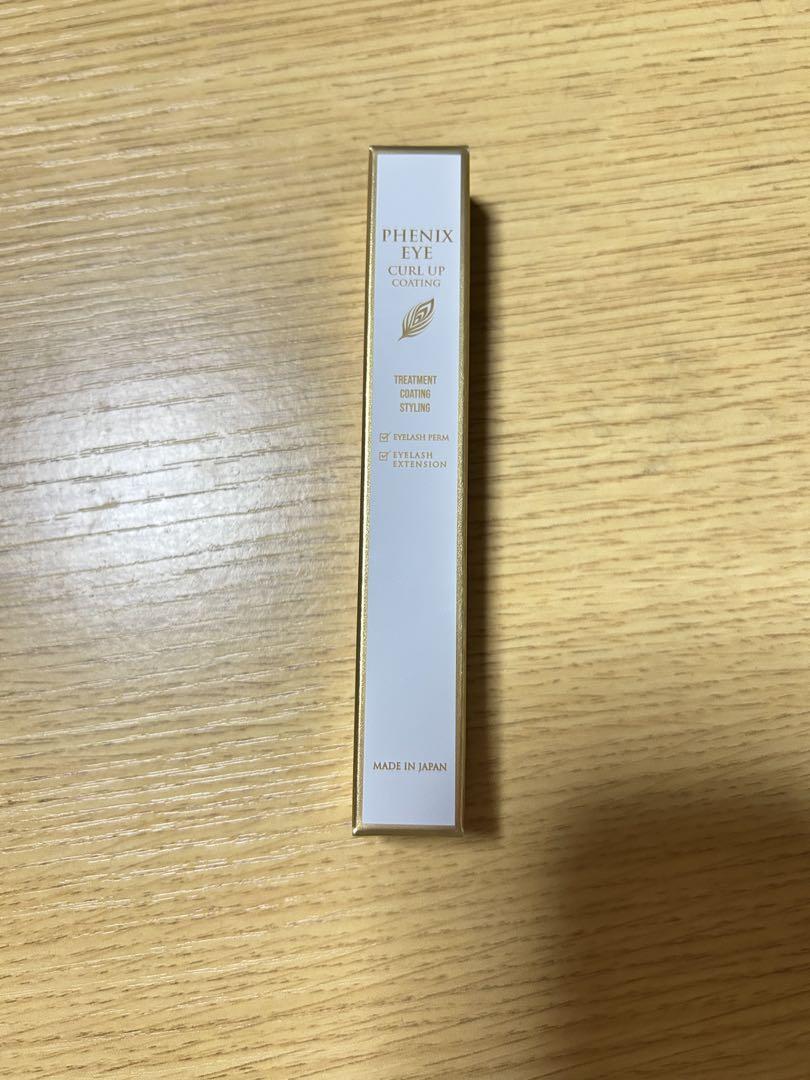 PHENIX
EYE
CURL UP
COATING
TREATMENT
COATING
STYLING
EYELASH PERM
EYELASH
EXTENSION
MADE IN JAPAN